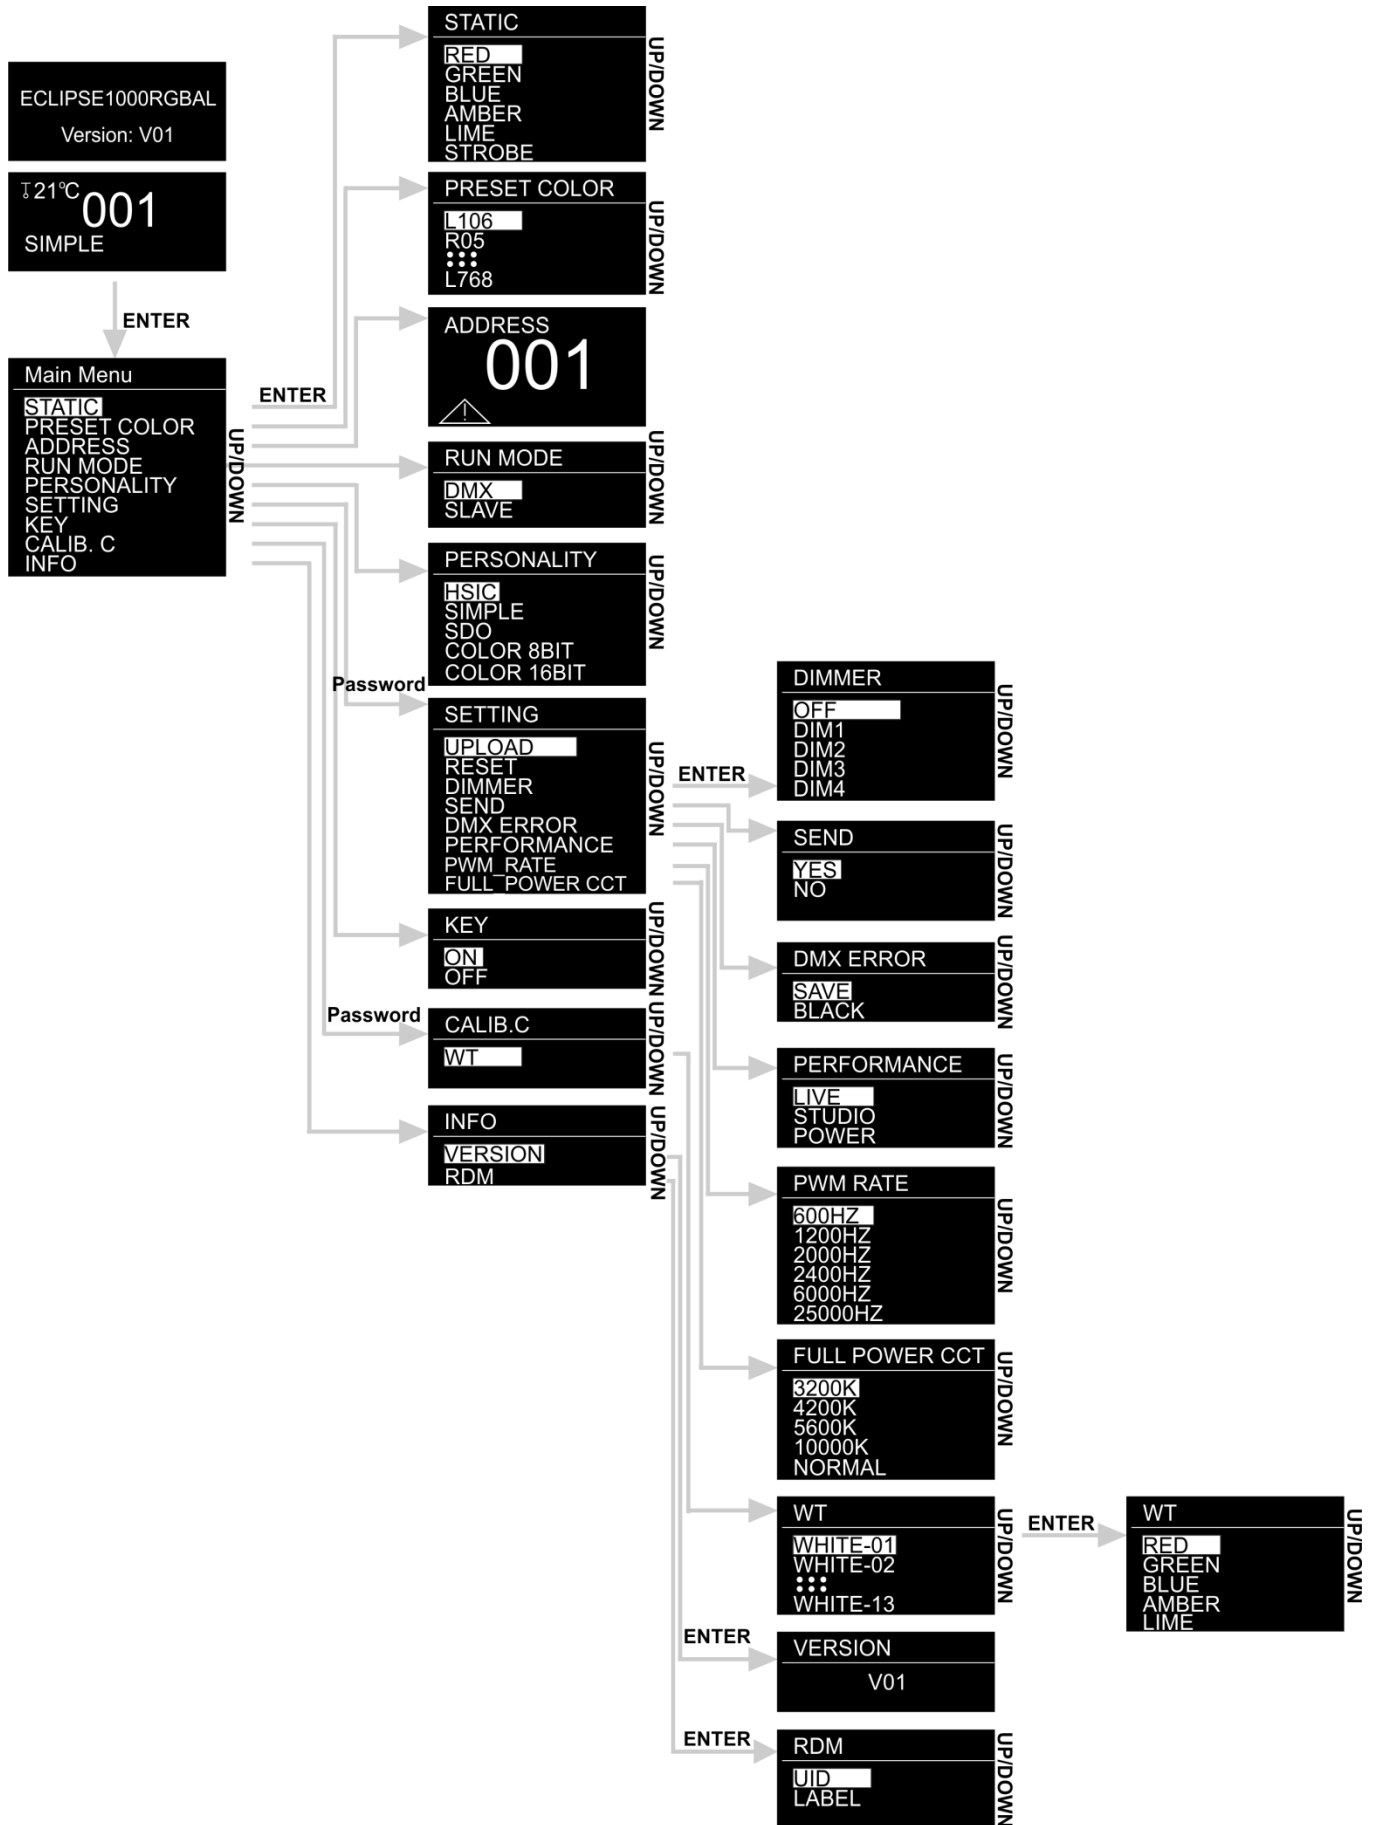 ECLIPSE1000RGBAL
Version: V01
21℃
001
SIMPLE
ENTER
Main Menu
STATIC
PRESET COLOR
ADDRESS
RUN MODE
PERSONALITY
SETTING
KEY
CALIB. C
INFO
UP/DOWN
ENTER
STATIC
RED
GREEN
BLUE
AMBER
LIME
STROBE
UP/DOWN
PRESET COLOR
L106
R05
L768
UP/DOWN
ADDRESS
001
RUN MODE
DMX
SLAVE
UP/DOWN
PERSONALITY
HSIC
SIMPLE
SDO
COLOR 8BIT
COLOR 16BIT
UP/DOWN
Password
SETTING
UPLOAD
RESET
DIMMER
SEND
DMX ERROR
PERFORMANCE
PWM_RATE
FULL_POWER CCT
UP/DOWN
KEY
ON
OFF
UP/DOWN
Password
CALIB.C
WT
UP/DOWN
INFO
VERSION
RDM
UP/DOWN
ENTER
DIMMER
OFF
DIM1
DIM2
DIM3
DIM4
UP/DOWN
SEND
YES
NO
UP/DOWN
DMX ERROR
SAVE
BLACK
UP/DOWN
PERFORMANCE
LIVE
STUDIO
POWER
UP/DOWN
PWM RATE
600HZ
1200HZ
2000HZ
2400HZ
6000HZ
25000HZ
UP/DOWN
FULL POWER CCT
3200K
4200K
5600K
10000K
NORMAL
UP/DOWN
WT
WHITE-01
WHITE-02
WHITE-13
UP/DOWN
ENTER
WT
RED
GREEN
BLUE
AMBER
LIME
UP/DOWN
ENTER
VERSION
V01
ENTER
RDM
UID
LABEL
UP/DOWN